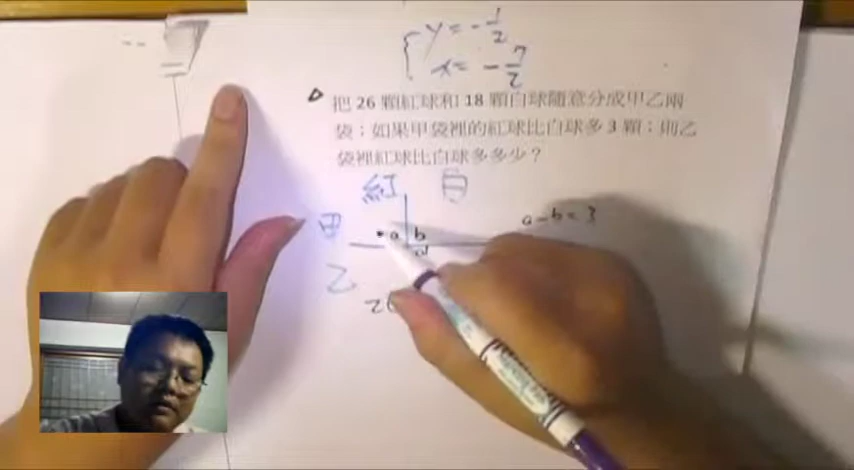 y = -1/2
x = -7/2
把 26 顆紅球和 18 顆白球隨意分成甲乙兩
袋：如果甲袋裡的紅球比白球多 3 顆：則乙
袋裡紅球比白球多多少？
紅 白
甲 a b a-b=3
乙